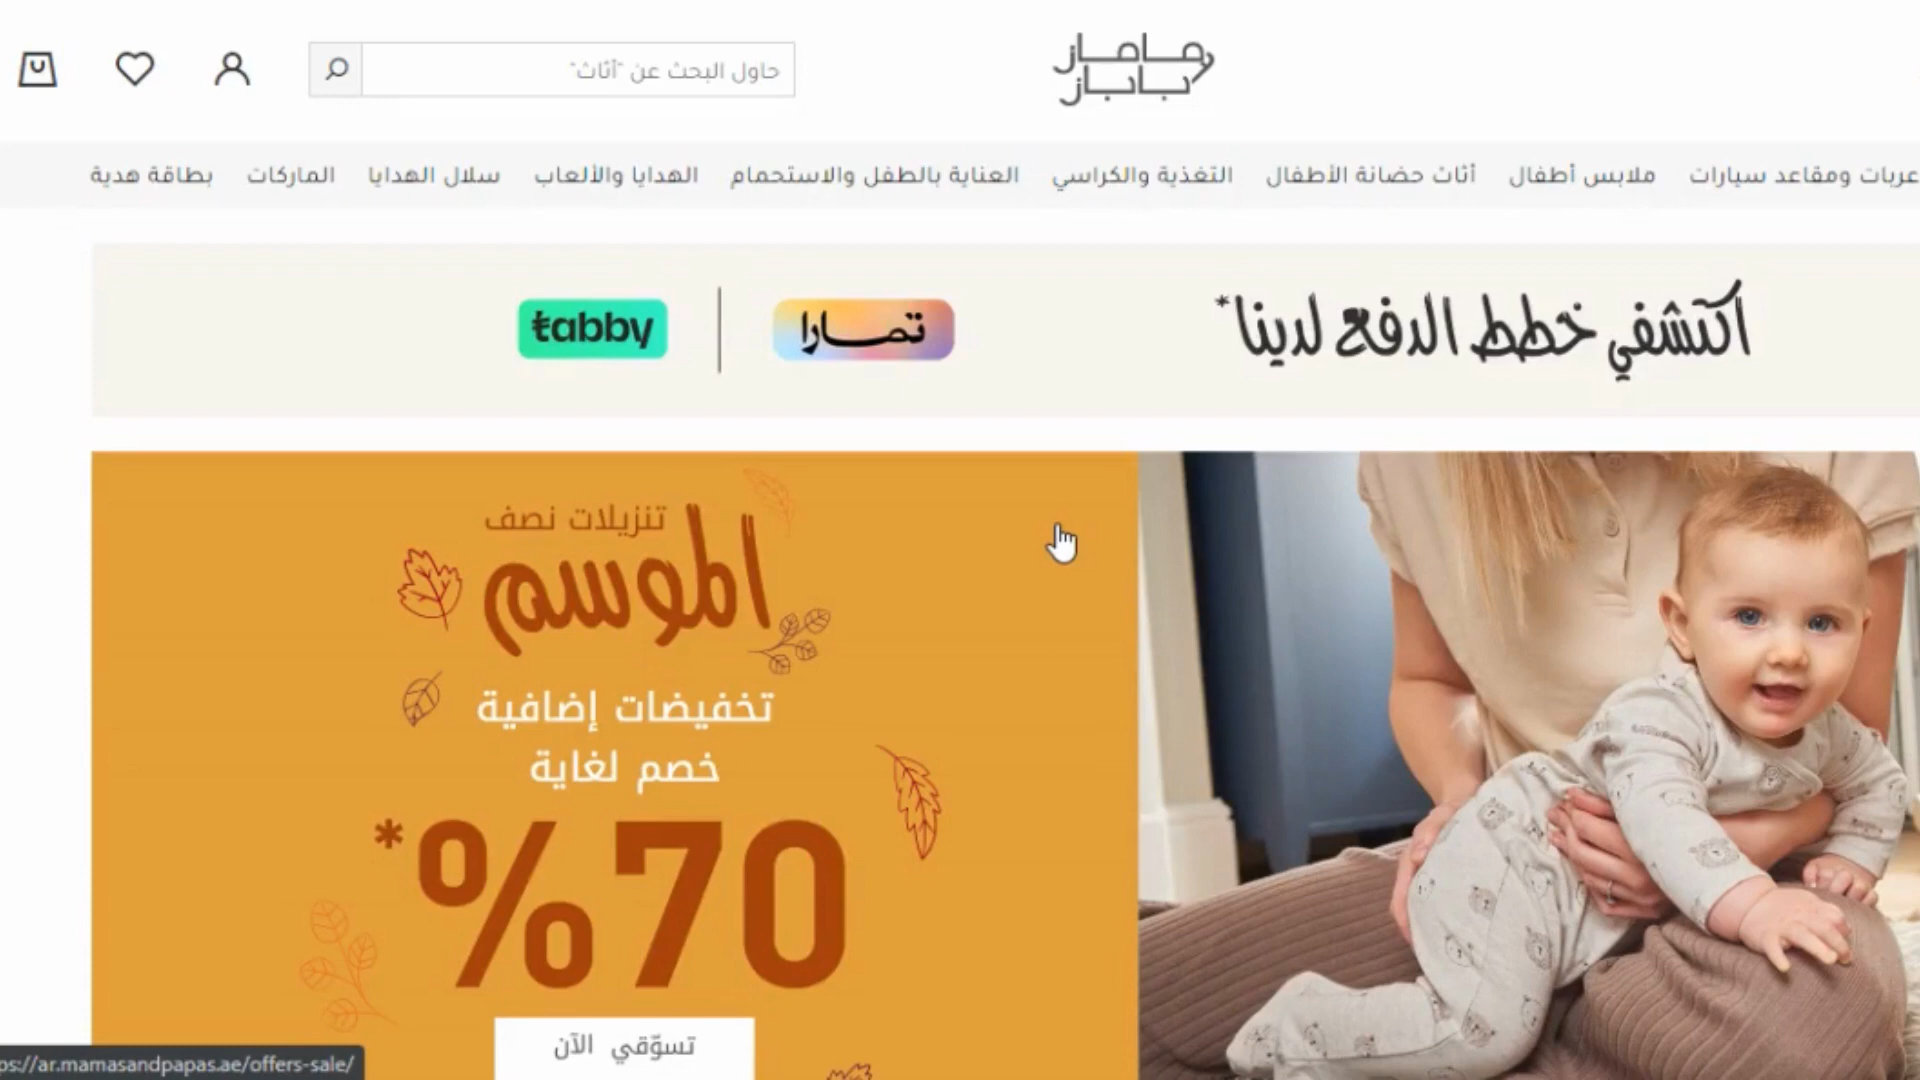 ماماز
باباز
حاول البحث عن "أثاث"
عربات ومقاعد سيارات
ملابس أطفال
أثاث حضانة الأطفال
التغذية والكراسي
العناية بالطفل والاستحمام
الهدايا والألعاب
سلال الهدايا
الماركات
بطاقة هدية
اكتشفي خطط الدفع لدينا*
تمارا
tabby
تنزيلات نصف
الموسم
تخفيضات إضافية
خصم لغاية
%70*
تسوّقي الآن
ps://ar.mamasandpapas.ae/offers-sale/